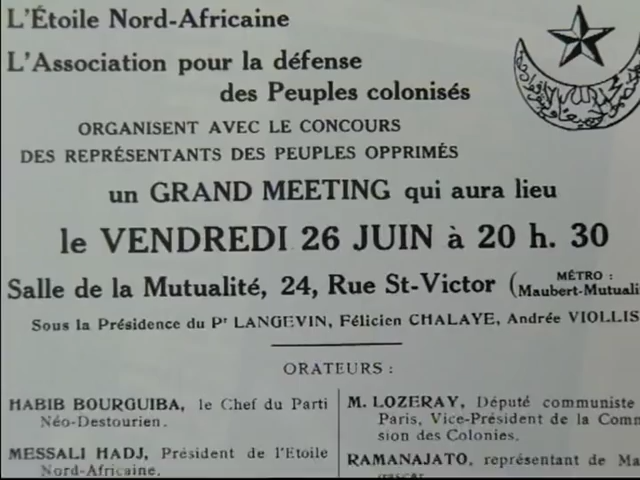 L'Étoile Nord-Africaine
L'Association pour la défense
des Peuples colonisés
ORGANISENT AVEC LE CONCOURS
DES REPRÉSENTANTS DES PEUPLES OPPRIMÉS
un GRAND MEETING qui aura lieu
le VENDREDI 26 JUIN à 20 h. 30
Salle de la Mutualité, 24, Rue St-Victor (MÉTRO :
Maubert-Mutuali
Sous la Présidence du Pr LANGEVIN, Félicien CHALAYE, Andrée VIOLLIS
ORATEURS :
HABIB BOURGUIBA, le Chef du Parti
Néo-Destourien.
MESSALI HADJ, Président de l'Etoile
Nord-Africaine.
M. LOZERAY, Député communiste
Paris, Vice-Président de la Comm
sion des Colonies.
RAMANAJATO, représentant de Ma